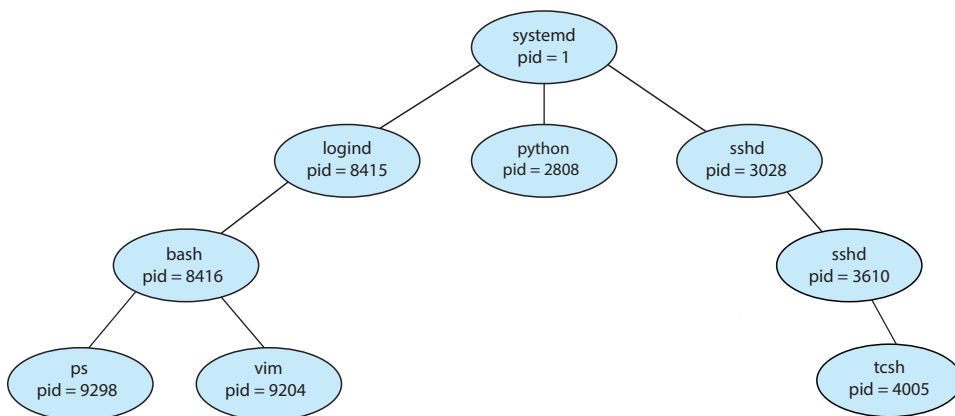 systemd
pid = 1
logind
pid = 8415
python
pid = 2808
sshd
pid = 3028
bash
pid = 8416
sshd
pid = 3610
ps
pid = 9298
vim
pid = 9204
tcsh
pid = 4005